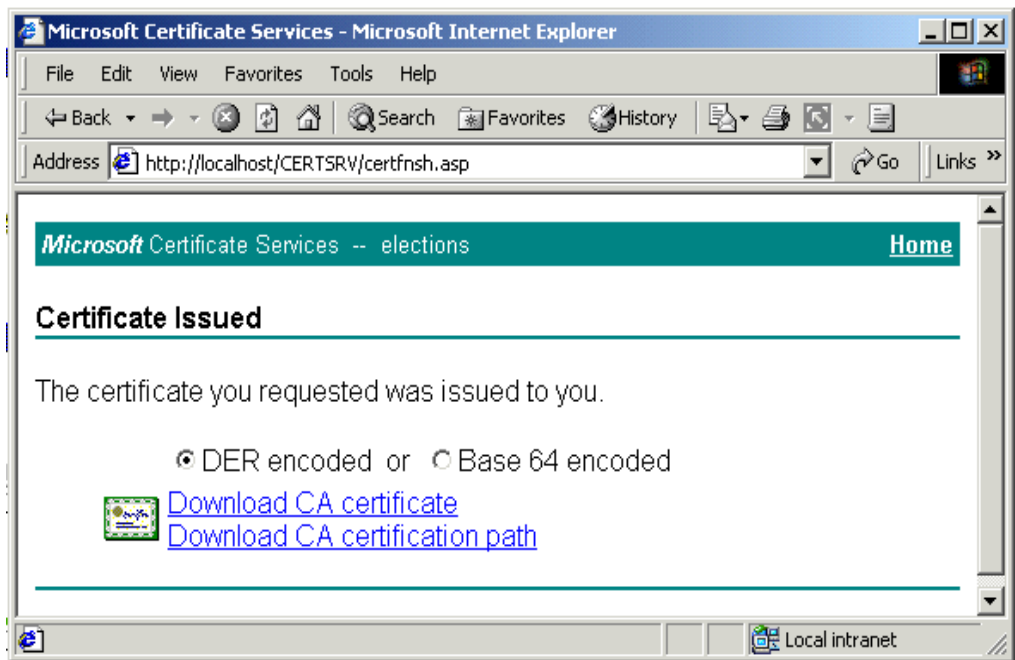 Microsoft Certificate Services - Microsoft Internet Explorer
File Edit View Favorites Tools Help
Back Search Favorites History
Address http://localhost/CERTSRV/certfnsh.asp Go Links »
Microsoft Certificate Services -- elections Home
Certificate Issued
The certificate you requested was issued to you.
DER encoded or Base 64 encoded
Download CA certificate
Download CA certification path
Local intranet